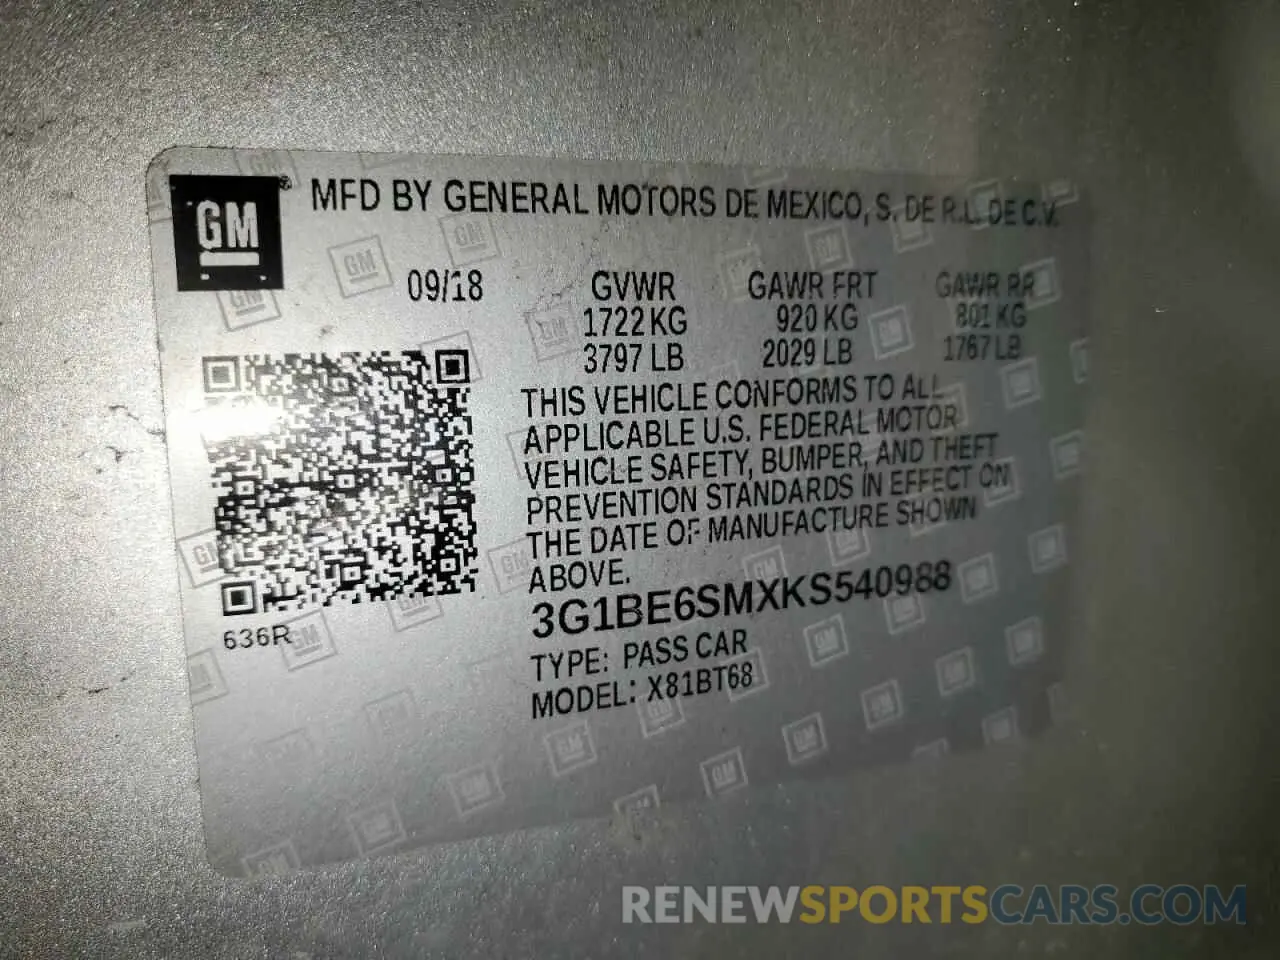 GM ® MFD BY GENERAL MOTORS DE MEXICO, S. DE R.L. DE C.V.
09/18 GVWR GAWR FRT GAWR RR
1722 KG 920 KG 801 KG
3797 LB 2029 LB 1767 LB
THIS VEHICLE CONFORMS TO ALL
APPLICABLE U.S. FEDERAL MOTOR
VEHICLE SAFETY, BUMPER, AND THEFT
PREVENTION STANDARDS IN EFFECT ON
THE DATE OF MANUFACTURE SHOWN
ABOVE.
3G1BE6SMXKS540988
636R
TYPE: PASS CAR
MODEL: X81BT68
RENEWSPORTSCARS.COM